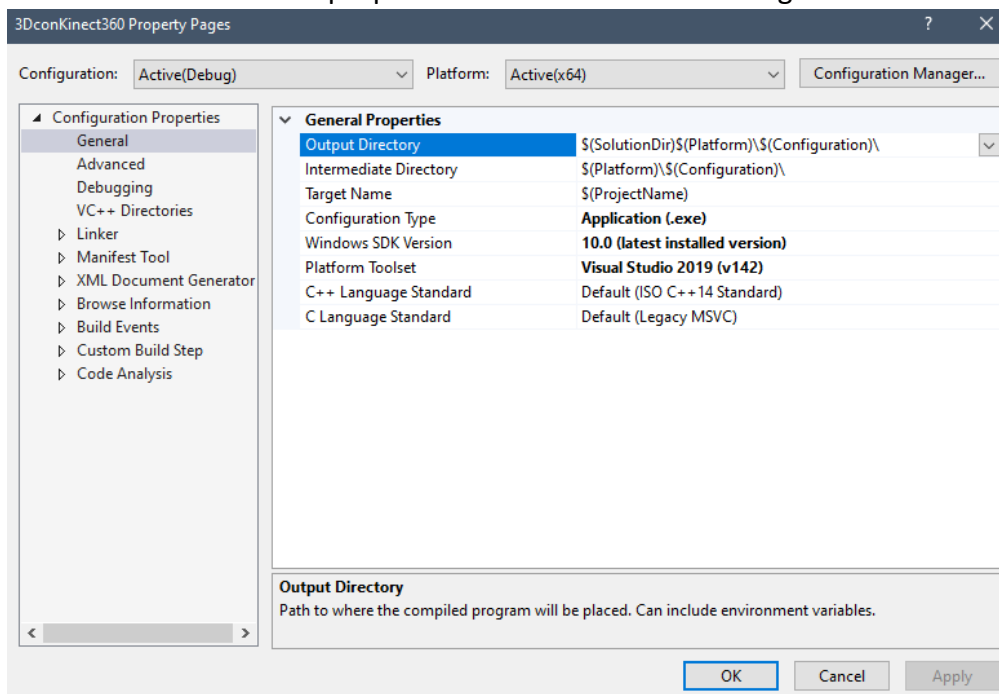 3DconKinect360 Property Pages ? ×
Configuration: Active(Debug) Platform: Active(x64) Configuration Manager...
Configuration Properties
General
Advanced
Debugging
VC++ Directories
Linker
Manifest Tool
XML Document Generator
Browse Information
Build Events
Custom Build Step
Code Analysis
General Properties
Output Directory $(SolutionDir)$(Platform)\$(Configuration)\
Intermediate Directory $(Platform)\$(Configuration)\
Target Name $(ProjectName)
Configuration Type Application (.exe)
Windows SDK Version 10.0 (latest installed version)
Platform Toolset Visual Studio 2019 (v142)
C++ Language Standard Default (ISO C++14 Standard)
C Language Standard Default (Legacy MSVC)
Output Directory
Path to where the compiled program will be placed. Can include environment variables.
OK Cancel Apply